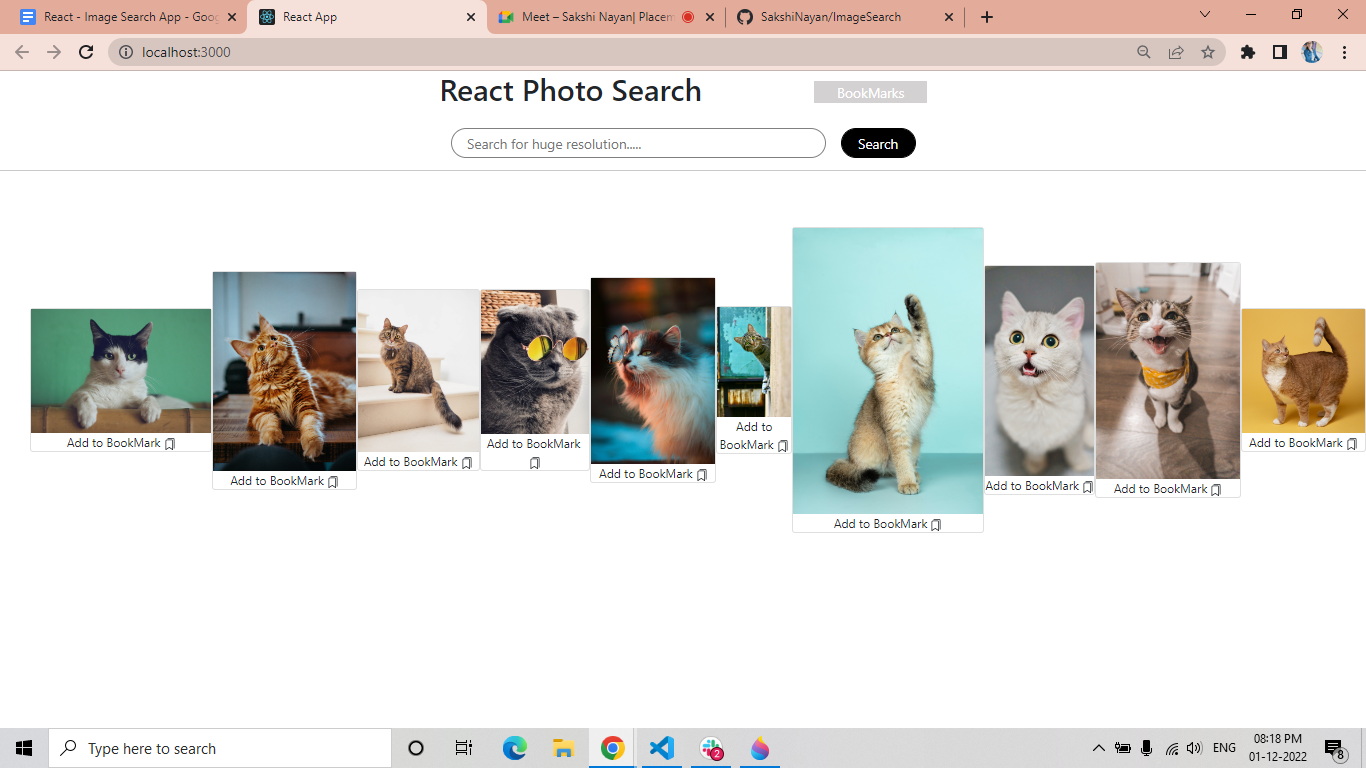 React - Image Search App - Goo
React App
Meet – Sakshi Nayan| Placem
SakshiNayan/ImageSearch
localhost:3000
React Photo Search
BookMarks
Search for huge resolution.....
Search
Add to BookMark
Add to BookMark
Add to BookMark
Add to BookMark
Add to BookMark
Add to
BookMark
Add to BookMark
Add to BookMark
Add to BookMark
Add to BookMark
Type here to search
2
ENG
08:18 PM
01-12-2022
8